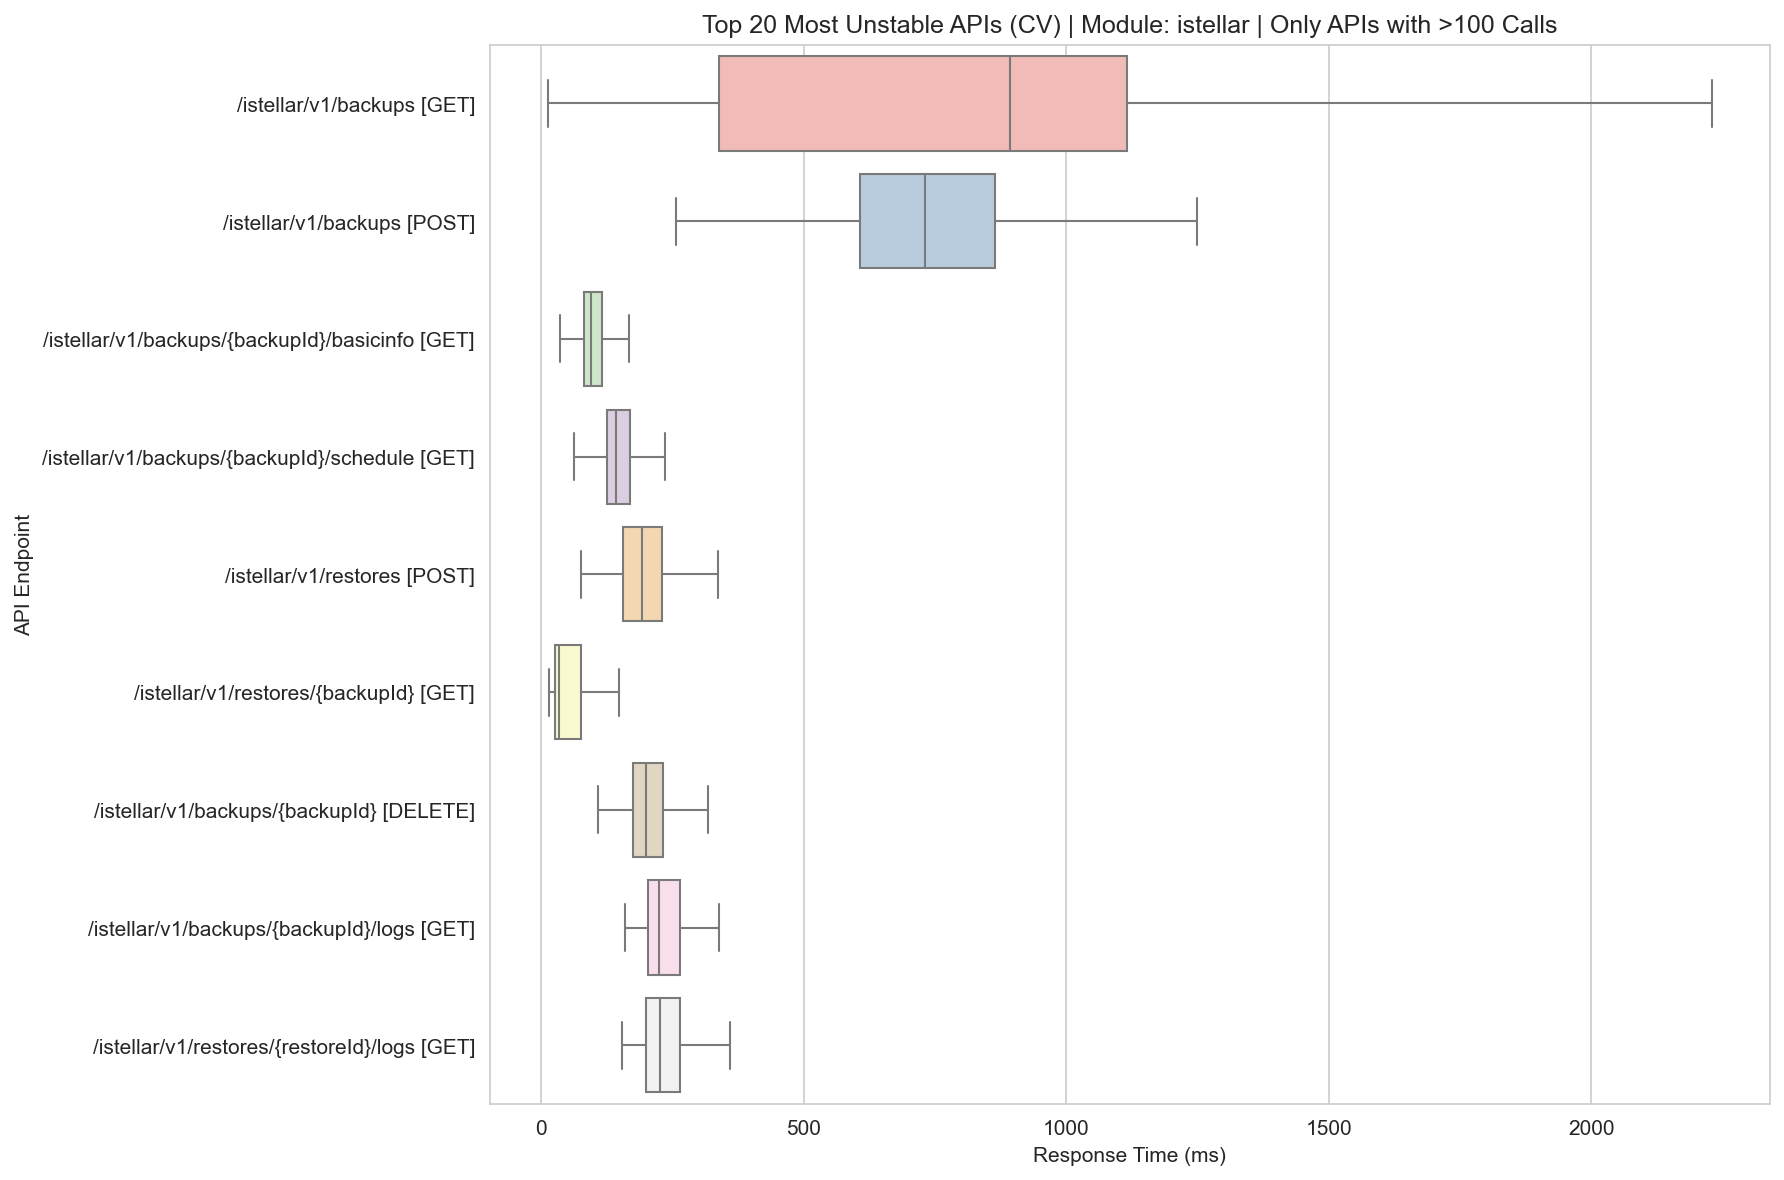 Top 20 Most Unstable APIs (CV) | Module: istellar | Only APIs with >100 Calls
API Endpoint
/istellar/v1/backups [GET]
/istellar/v1/backups [POST]
/istellar/v1/backups/{backupId}/basicinfo [GET]
/istellar/v1/backups/{backupId}/schedule [GET]
/istellar/v1/restores [POST]
/istellar/v1/restores/{backupId} [GET]
/istellar/v1/backups/{backupId} [DELETE]
/istellar/v1/backups/{backupId}/logs [GET]
/istellar/v1/restores/{restoreId}/logs [GET]
0 500 1000 1500 2000
Response Time (ms)